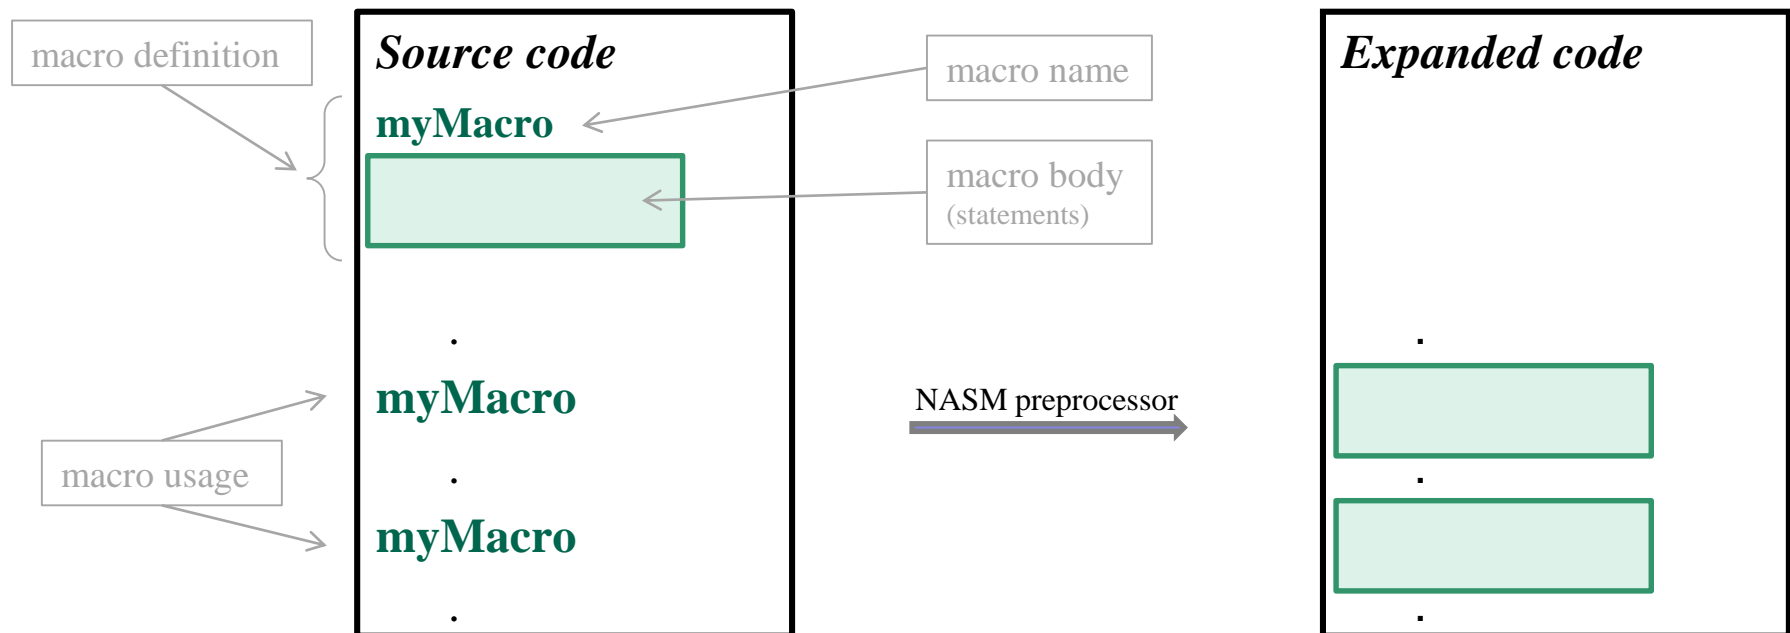 macro definition
Source code
myMacro
macro name
macro body
(statements)
.
myMacro
.
myMacro
.
macro usage
NASM preprocessor
Expanded code
.
.
.